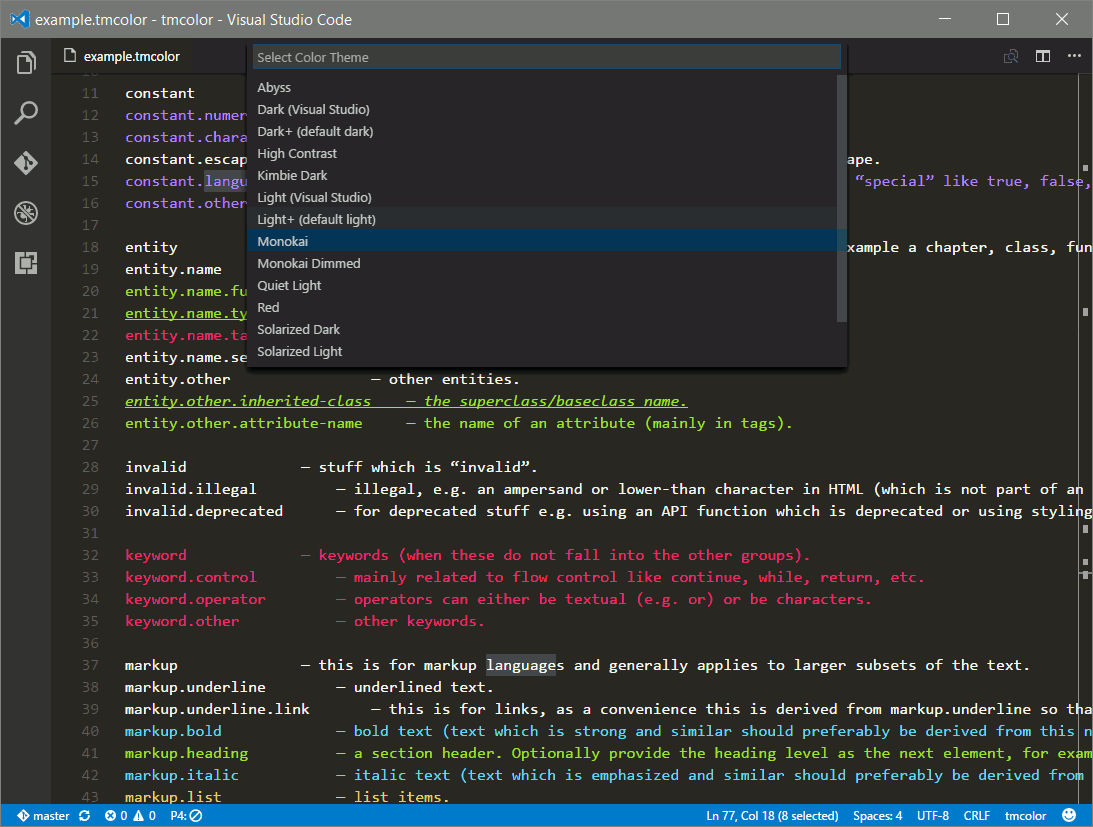 example.tmcolor - tmcolor - Visual Studio Code
example.tmcolor
Select Color Theme
Abyss
Dark (Visual Studio)
Dark+ (default dark)
High Contrast
Kimbie Dark
Light (Visual Studio)
Light+ (default light)
Monokai
Monokai Dimmed
Quiet Light
Red
Solarized Dark
Solarized Light
11 constant
12 constant.numer
13 constant.chara
14 constant.escap ape.
15 constant.langu “special” like true, false,
16 constant.other
17
18 entity xample a chapter, class, fun
19 entity.name
20 entity.name.fu
21 entity.name.ty
22 entity.name.ta
23 entity.name.se
24 entity.other — other entities.
25 entity.other.inherited-class — the superclass/baseclass name.
26 entity.other.attribute-name — the name of an attribute (mainly in tags).
27
28 invalid — stuff which is “invalid”.
29 invalid.illegal — illegal, e.g. an ampersand or lower-than character in HTML (which is not part of an
30 invalid.deprecated — for deprecated stuff e.g. using an API function which is deprecated or using styling
31
32 keyword — keywords (when these do not fall into the other groups).
33 keyword.control — mainly related to flow control like continue, while, return, etc.
34 keyword.operator — operators can either be textual (e.g. or) or be characters.
35 keyword.other — other keywords.
36
37 markup — this is for markup languages and generally applies to larger subsets of the text.
38 markup.underline — underlined text.
39 markup.underline.link — this is for links, as a convenience this is derived from markup.underline so tha
40 markup.bold — bold text (text which is strong and similar should preferably be derived from this n
41 markup.heading — a section header. Optionally provide the heading level as the next element, for exam
42 markup.italic — italic text (text which is emphasized and similar should preferably be derived from
43 markup.list — list items.
master 0 0 P4: Ln 77, Col 18 (8 selected) Spaces: 4 UTF-8 CRLF tmcolor